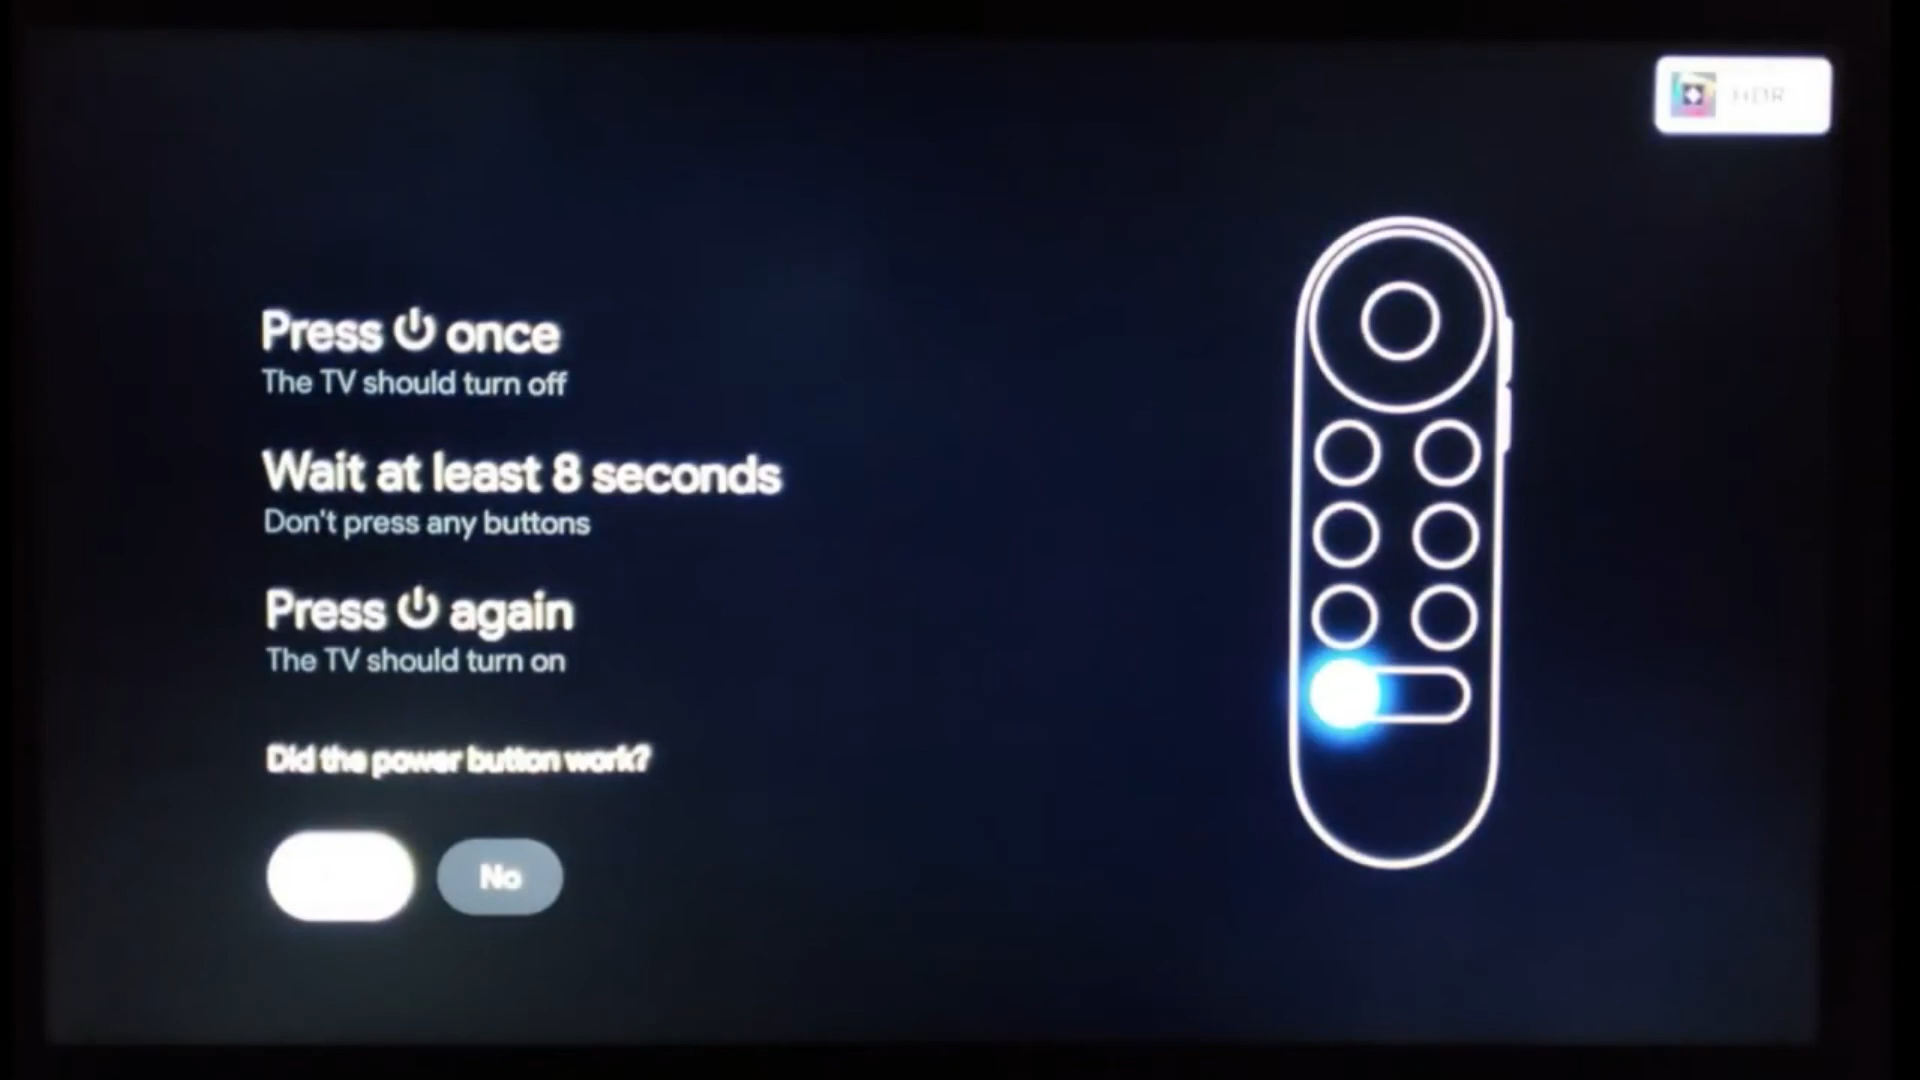 HDR
Press once
The TV should turn off
Wait at least 8 seconds
Don't press any buttons
Press again
The TV should turn on
Did the power button work?
No